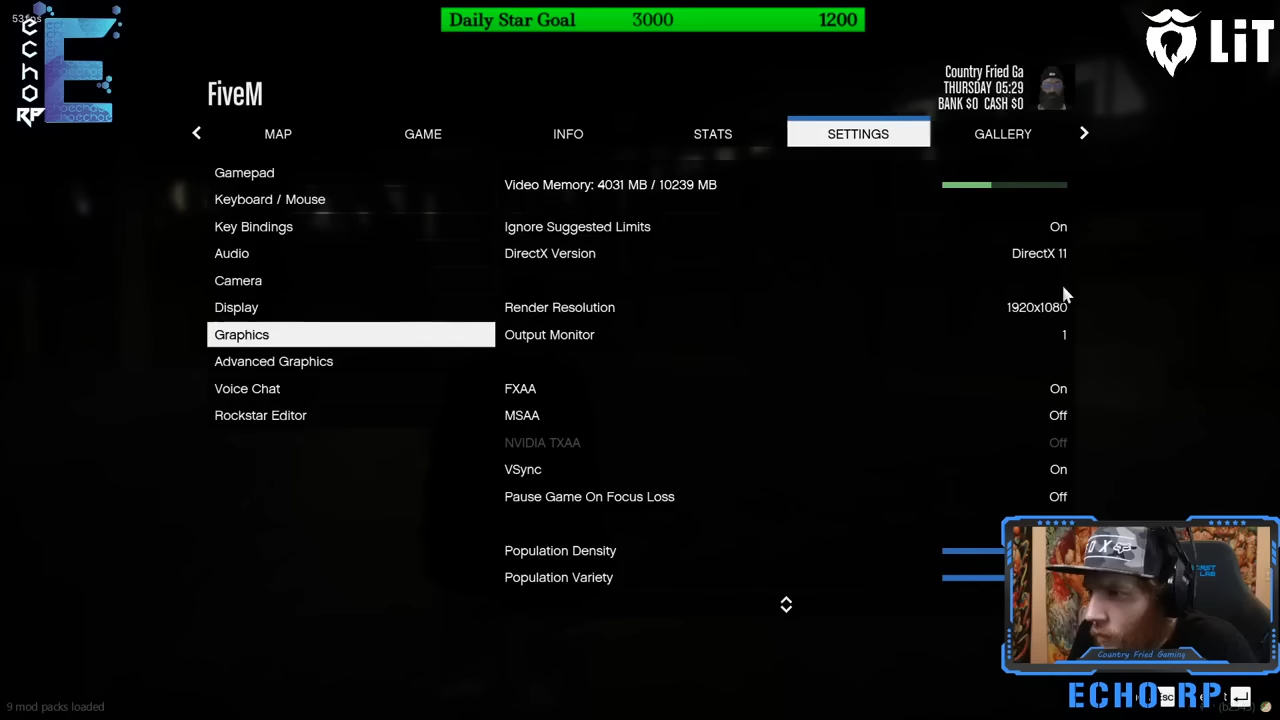 53fps
Daily Star Goal 3000 1200
echo
RP
E
LiT
FiveM
Country Fried Ga
THURSDAY 05:29
BANK $0 CASH $0
MAP GAME INFO STATS SETTINGS GALLERY
Gamepad
Keyboard / Mouse
Key Bindings
Audio
Camera
Display
Graphics
Advanced Graphics
Voice Chat
Rockstar Editor
Video Memory: 4031 MB / 10239 MB
Ignore Suggested Limits On
DirectX Version DirectX 11
Render Resolution 1920x1080
Output Monitor 1
FXAA On
MSAA Off
NVIDIA TXAA Off
VSync On
Pause Game On Focus Loss Off
Population Density
Population Variety
Country Fried Gaming
ECHO RP
9 mod packs loaded